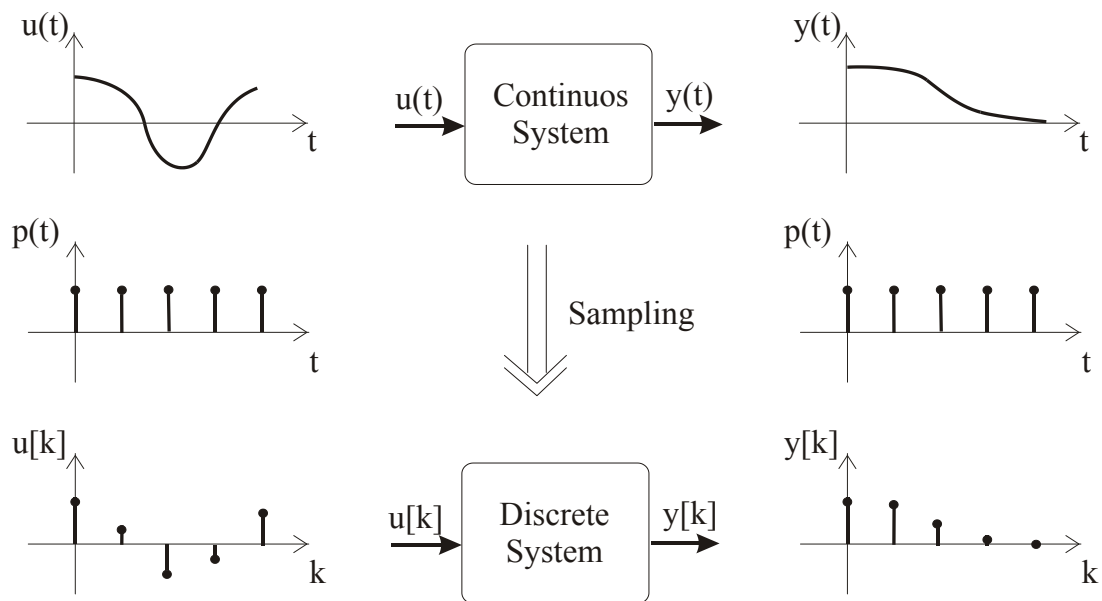 u(t)
t
u(t)
Continuos
System
y(t)
y(t)
t
p(t)
t
Sampling
p(t)
t
u[k]
k
u[k]
Discrete
System
y[k]
y[k]
k